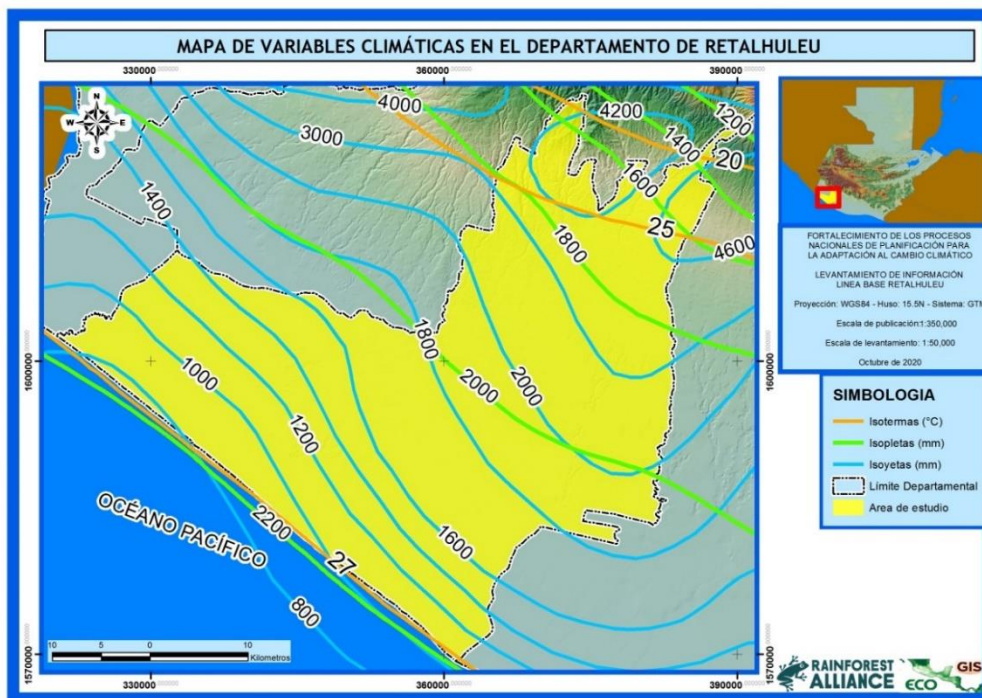 MAPA DE VARIABLES CLIMÁTICAS EN EL DEPARTAMENTO DE RETALHULEU
330000 360000 390000
N
W E
S
4000
4200
1200
3000
1400
20
1600
1400
25
1800
4600
1800
1600000
1600000
1000
2000
2000
1200
OCÉANO PACÍFICO
2200
1600
27
800
10 5 0 10
Kilometros
1570000
1570000
330000 360000 390000
FORTALECIMIENTO DE LOS PROCESOS
NACIONALES DE PLANIFICACIÓN PARA
LA ADAPTACIÓN AL CAMBIO CLIMÁTICO
LEVANTAMIENTO DE INFORMACIÓN
LINEA BASE RETALHULEU
Proyección: WGS84 - Huso: 15.5N - Sistema: GTM
Escala de publicación:1:350,000
Escala de levantamiento: 1:50,000
Octubre de 2020
SIMBOLOGIA
Isotermas (°C)
Isopletas (mm)
Isoyetas (mm)
Límite Departamental
Area de estudio
RAINFOREST
ALLIANCE
ECO
GIS